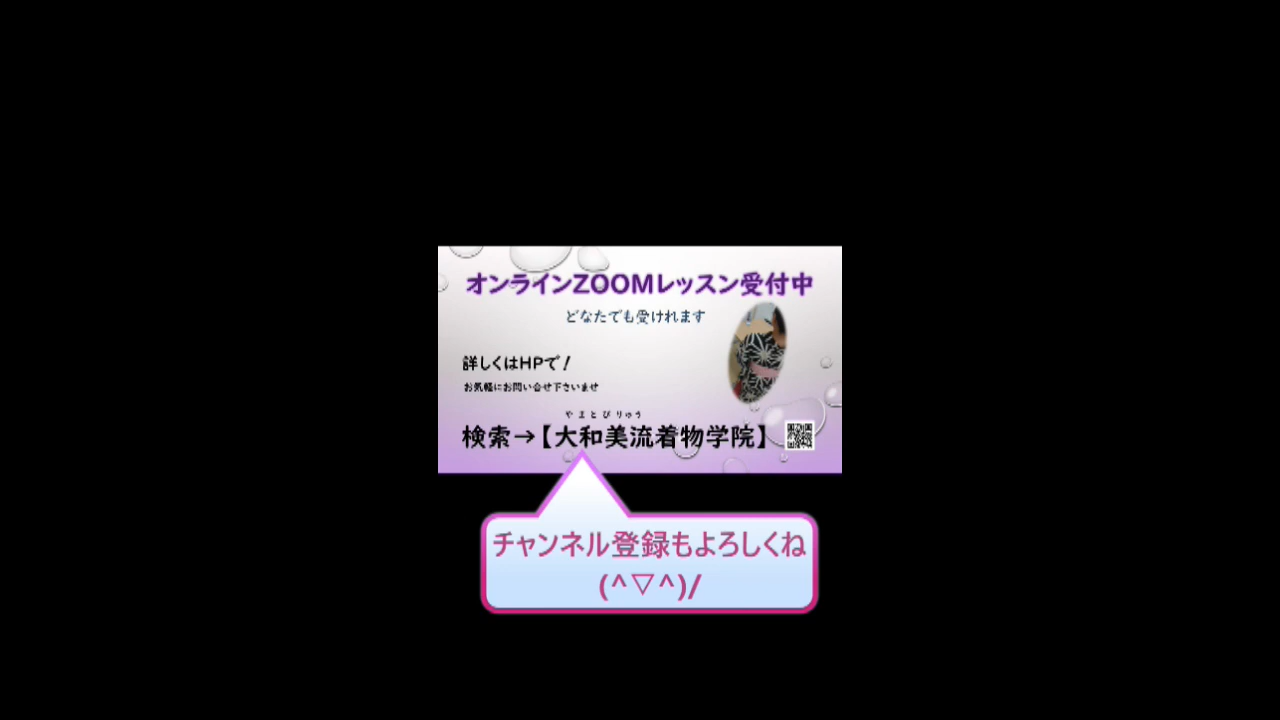 オンラインZOOMレッスン受付中
どなたでも受けれます
詳しくはHPで！
お気軽にお問い合せ下さいませ
やまとびりゅう
検索→【大和美流着物学院】
チャンネル登録もよろしくね
(^▽^)/